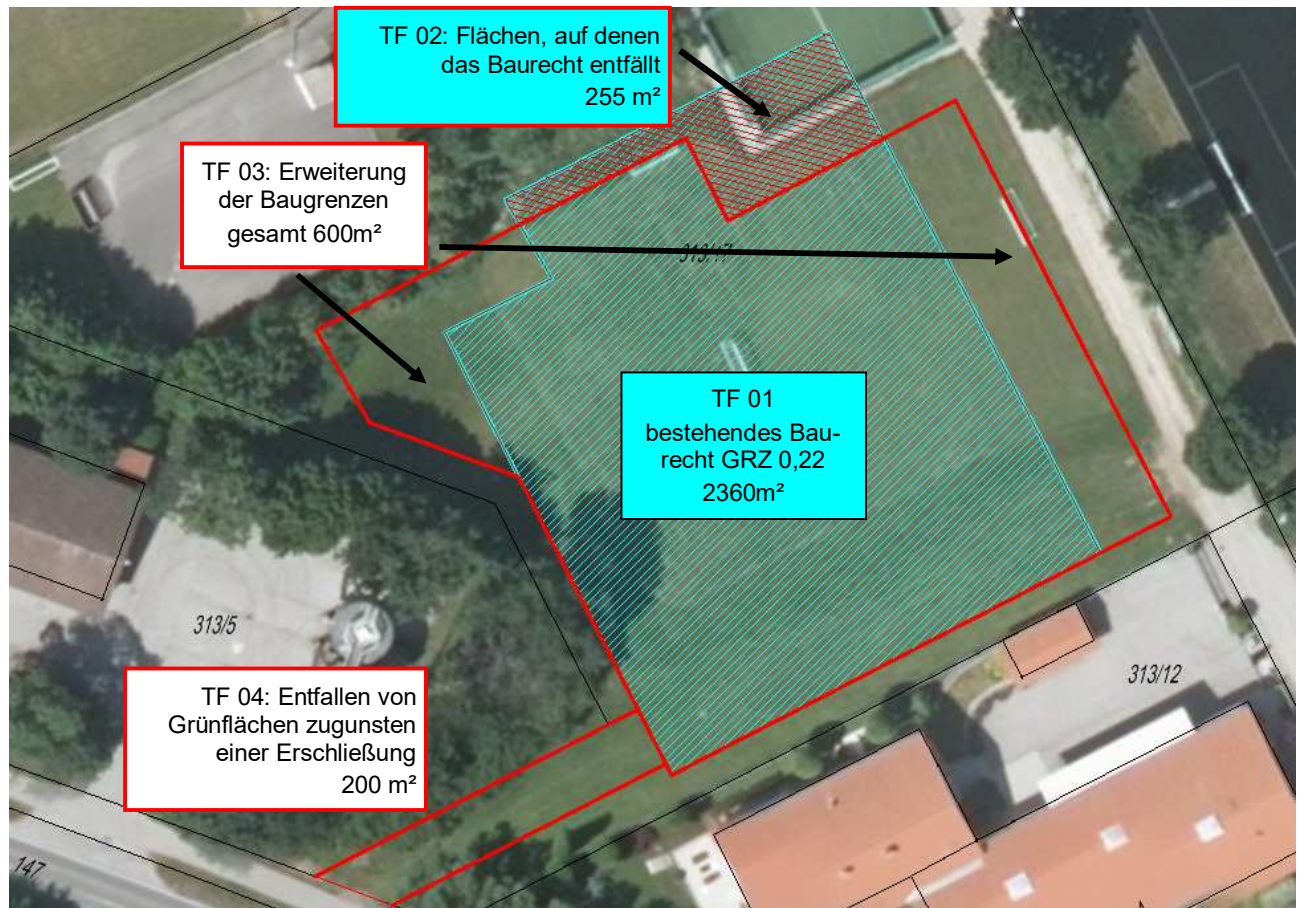 TF 02: Flächen, auf denen
das Baurecht entfällt
255 m²
TF 03: Erweiterung
der Baugrenzen
gesamt 600m²
313/17
TF 01
bestehendes Bau-
recht GRZ 0,22
2360m²
313/5
313/12
TF 04: Entfallen von
Grünflächen zugunsten
einer Erschließung
200 m²
147